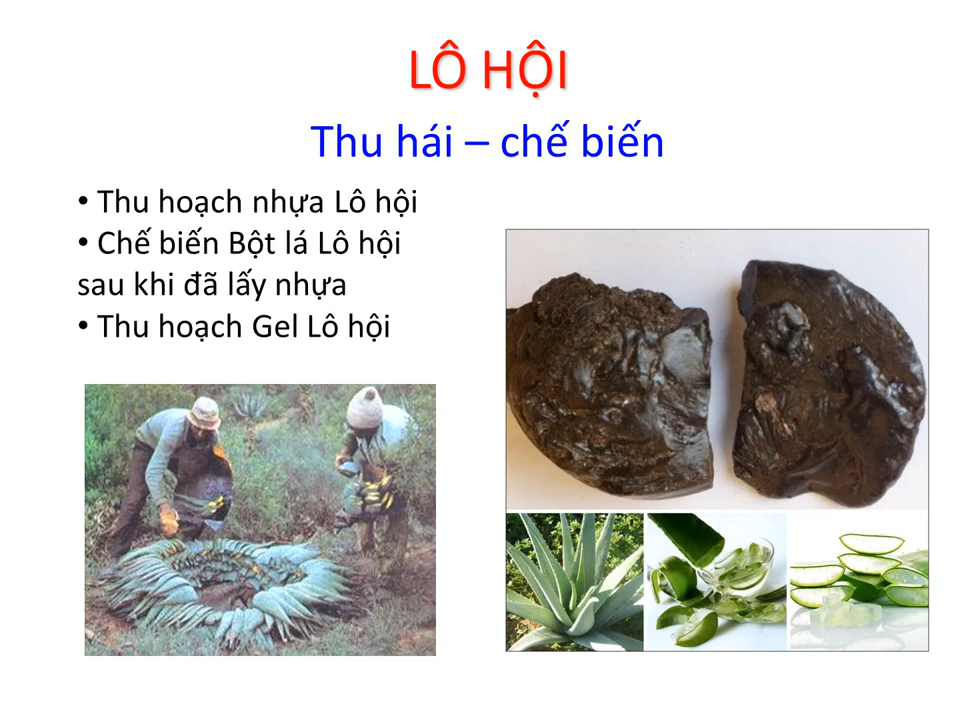 LÔ HỘI
Thu hái – chế biến
• Thu hoạch nhựa Lô hội
• Chế biến Bột lá Lô hội
sau khi đã lấy nhựa
• Thu hoạch Gel Lô hội